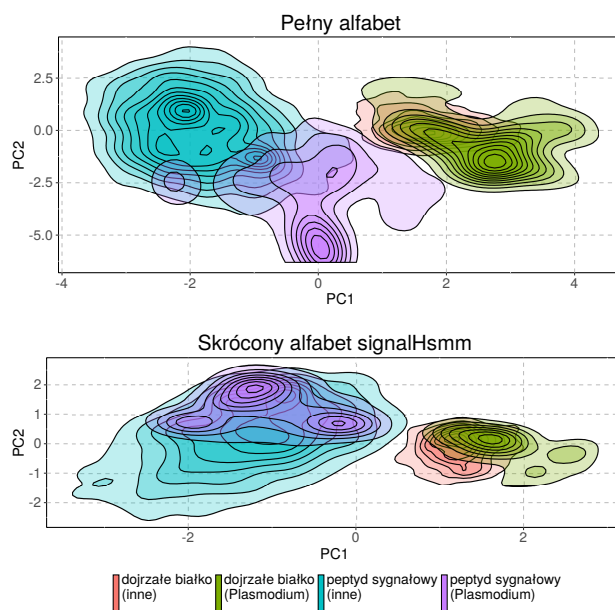 Pełny alfabet
2.5
0.0
-2.5
-5.0
PC2
-4
-2
0
2
4
PC1
Skrócony alfabet signalHsmm
2
1
0
-1
-2
PC2
-2
0
2
PC1
dojrzałe białko (inne)
dojrzałe białko (Plasmodium)
peptyd sygnałowy (inne)
peptyd sygnałowy (Plasmodium)